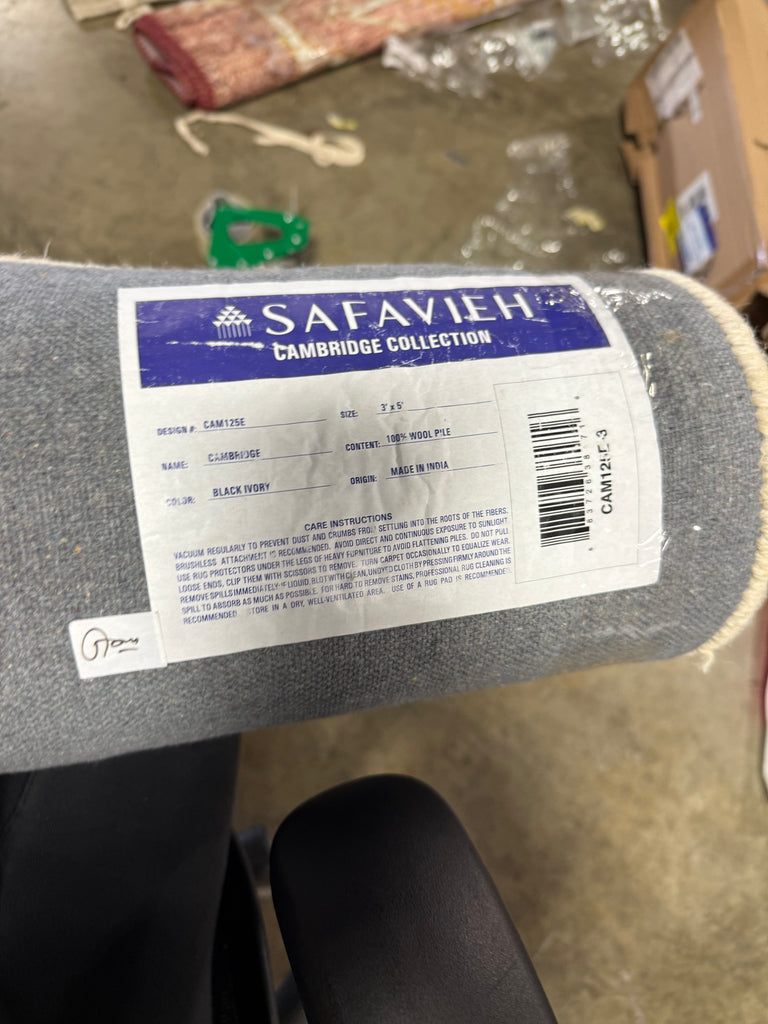 SAFAVIEH
CAMBRIDGE COLLECTION
DESIGN #: CAM125E
SIZE: 3' x 5'
NAME: CAMBRIDGE
CONTENT: 100% WOOL PILE
COLOR: BLACK IVORY
ORIGIN: MADE IN INDIA
CARE INSTRUCTIONS
VACUUM REGULARLY TO PREVENT DUST AND CRUMBS FROM SETTLING INTO THE ROOTS OF THE FIBERS.
BRUSHLESS ATTACHMENT IS RECOMMENDED. AVOID DIRECT AND CONTINUOUS EXPOSURE TO SUNLIGHT.
USE RUG PROTECTORS UNDER THE LEGS OF HEAVY FURNITURE TO AVOID FLATTENING PILES. DO NOT PULL
LOOSE ENDS, CLIP THEM WITH SCISSORS TO REMOVE. TURN CARPET OCCASIONALLY TO EQUALIZE WEAR.
REMOVE SPILLS IMMEDIATELY: IF LIQUID, BLOT WITH CLEAN, UNDYED CLOTH BY PRESSING FIRMLY AROUND THE
SPILL TO ABSORB AS MUCH AS POSSIBLE. FOR HARD TO REMOVE STAINS, PROFESSIONAL RUG CLEANING IS
RECOMMENDED. STORE IN A DRY, WELL-VENTILATED AREA. USE OF A RUG PAD IS RECOMMENDED.
CAM125E-3